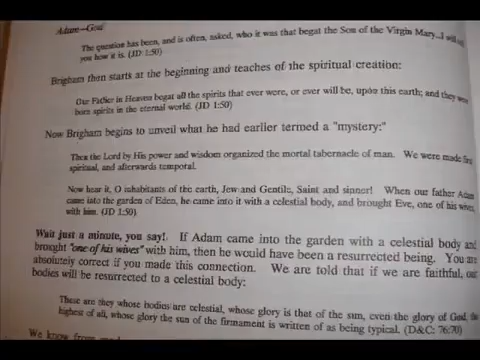 Adam—God
The question has been, and is often, asked, who it was that begat the Son of the Virgin Mary...I will
you how it is. (JD 1:50)
Brigham then starts at the beginning and teaches of the spiritual creation:
Our Father in Heaven begat all the spirits that ever were, or ever will be, upon this earth; and they were
born spirits in the eternal world. (JD 1:50)
Now Brigham begins to unveil what he had earlier termed a "mystery:"
Then the Lord by His power and wisdom organized the mortal tabernacle of man. We were made first
spiritual, and afterwards temporal.
Now hear it, O inhabitants of the earth, Jew and Gentile, Saint and sinner! When our father Adam
came into the garden of Eden, he came into it with a celestial body, and brought Eve, one of his wives,
with him. (JD 1:50)
Wait just a minute, you say! If Adam came into the garden with a celestial body and
brought "one of his wives" with him, then he would have been a resurrected being. You are
absolutely correct if you made this connection. We are told that if we are faithful, our
bodies will be resurrected to a celestial body:
These are they whose bodies are celestial, whose glory is that of the sun, even the glory of God, the
highest of all, whose glory the sun of the firmament is written of as being typical. (D&C: 76:70)
We know from